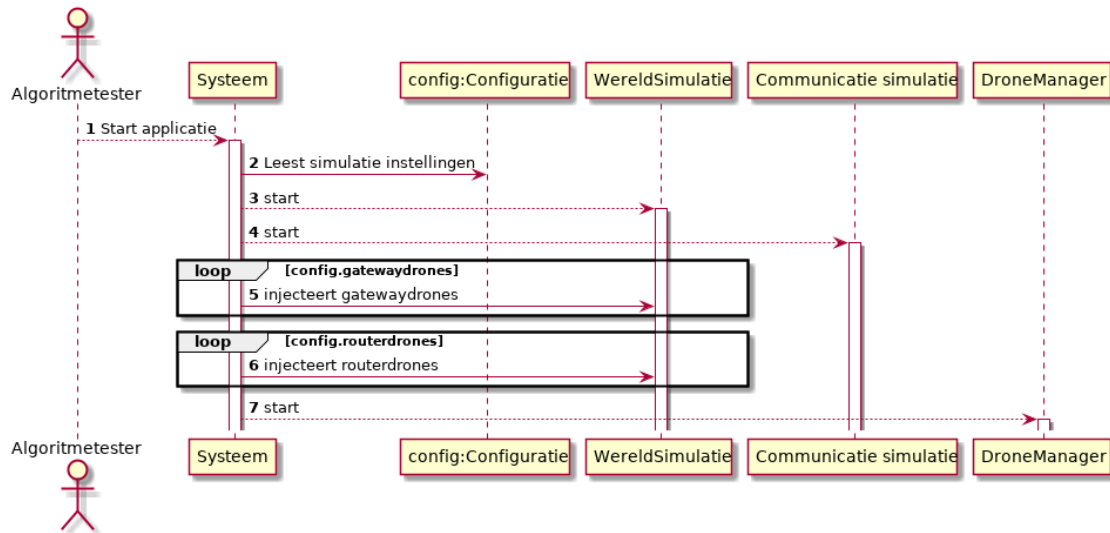 Algoritmetester
Systeem
config:Configuratie
WereldSimulatie
Communicatie simulatie
DroneManager
1 Start applicatie
2 Leest simulatie instellingen
3 start
4 start
loop [config.gatewaydrones]
5 injecteert gatewaydrones
loop [config.routerdrones]
6 injecteert routerdrones
7 start
Algoritmetester
Systeem
config:Configuratie
WereldSimulatie
Communicatie simulatie
DroneManager